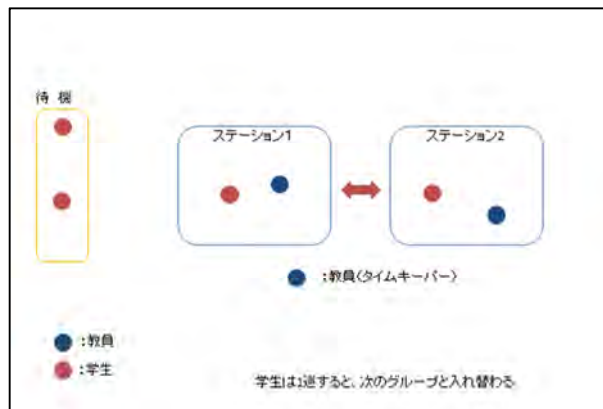 待 機
ステーション1
ステーション2
:教員(タイムキーパー)
:教員
:学生
学生は1巡すると、次のグループと入れ替わる